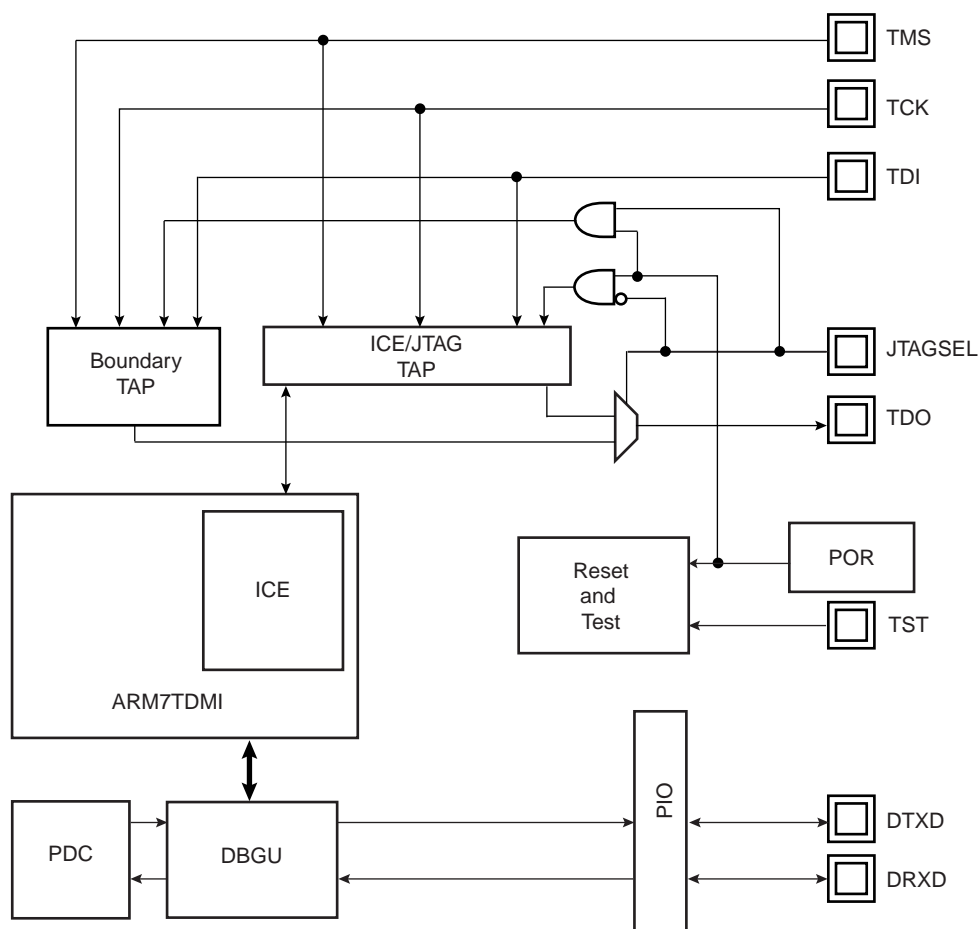 TMS
TCK
TDI
Boundary
TAP
ICE/JTAG
TAP
JTAGSEL
TDO
Reset
and
Test
POR
TST
ICE
ARM7TDMI
PDC
DBGU
PIO
DTXD
DRXD